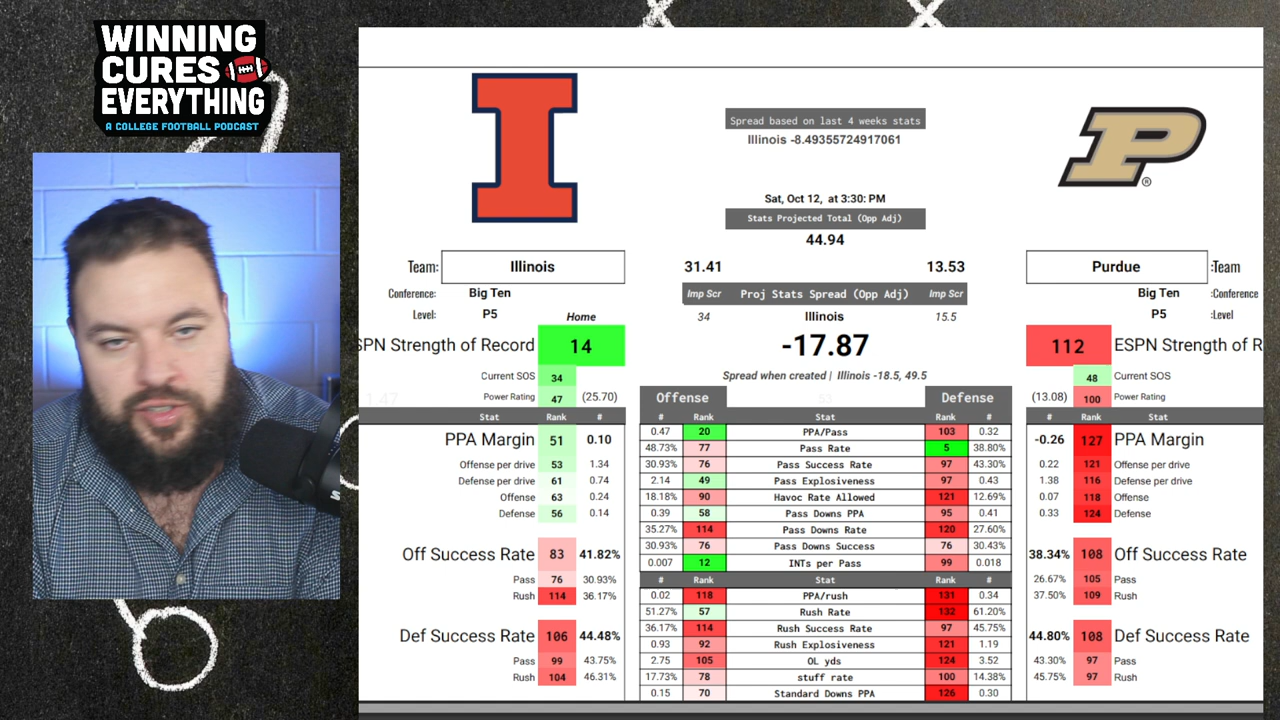 WINNING
CURES
EVERYTHING
A COLLEGE FOOTBALL PODCAST
Spread based on last 4 weeks stats
Illinois -8.49355724917061
Sat, Oct 12, at 3:30: PM
Stats Projected Total (Opp Adj)
44.94
Team: Illinois 31.41 13.53 Purdue :Team
Conference: Big Ten Imp Scr Proj Stats Spread (Opp Adj) Imp Scr Big Ten :Conference
Level: P5 Home 34 Illinois 15.5 P5 :Level
SPN Strength of Record 14 -17.87 112 ESPN Strength of R
Current SOS 34 Spread when created | Illinois -18.5, 49.5 48 Current SOS
1.47 Power Rating 47 (25.70) Offense 53 Defense (13.08) 100 Power Rating
Stat Rank # # Rank Stat Rank # # Rank Stat
0.47 20 PPA/Pass 103 0.32
PPA Margin 51 0.10 48.73% 77 Pass Rate 5 38.80% -0.26 127 PPA Margin
Offense per drive 53 1.34 30.93% 76 Pass Success Rate 97 43.30% 0.22 121 Offense per drive
Defense per drive 61 0.74 2.14 49 Pass Explosiveness 97 0.43 1.38 116 Defense per drive
Offense 63 0.24 18.18% 90 Havoc Rate Allowed 121 12.69% 0.07 118 Offense
Defense 56 0.14 0.39 58 Pass Downs PPA 95 0.41 0.33 124 Defense
35.27% 114 Pass Downs Rate 120 27.60%
Off Success Rate 83 41.82% 30.93% 76 Pass Downs Success 76 30.43% 38.34% 108 Off Success Rate
0.007 12 INTs per Pass 99 0.018
Pass 76 30.93% # Rank Stat Rank # 26.67% 105 Pass
Rush 114 36.17% 0.02 118 PPA/rush 131 0.34 37.50% 109 Rush
51.27% 57 Rush Rate 132 61.20%
Def Success Rate 106 44.48% 36.17% 114 Rush Success Rate 97 45.75% 44.80% 108 Def Success Rate
0.93 92 Rush Explosiveness 121 1.19
Pass 99 43.75% 2.75 105 OL yds 124 3.52 43.30% 97 Pass
Rush 104 46.31% 17.73% 78 stuff rate 100 14.38% 45.75% 97 Rush
0.15 70 Standard Downs PPA 126 0.30